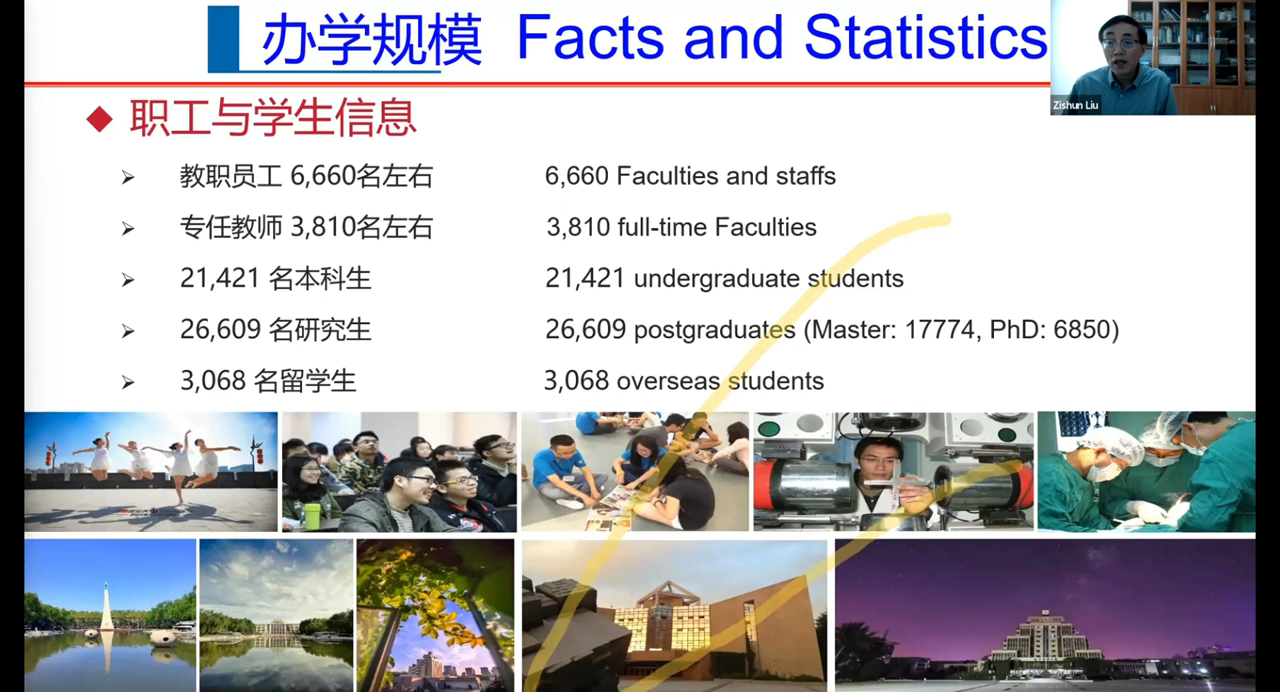 办学规模 Facts and Statistics
Zishun Liu
职工与学生信息
教职员工 6,660名左右 6,660 Faculties and staffs
专任教师 3,810名左右 3,810 full-time Faculties
21,421 名本科生 21,421 undergraduate students
26,609 名研究生 26,609 postgraduates (Master: 17774, PhD: 6850)
3,068 名留学生 3,068 overseas students